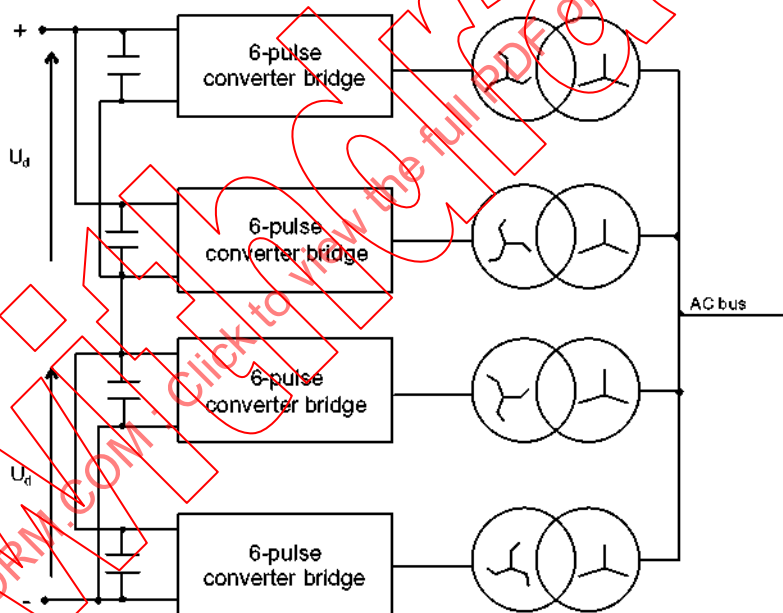 +
6-pulse
converter bridge
Ud
6-pulse
converter bridge
AC bus
6-pulse
converter bridge
Ud
6-pulse
converter bridge
-
RM.COM : Click to view the full PDF of